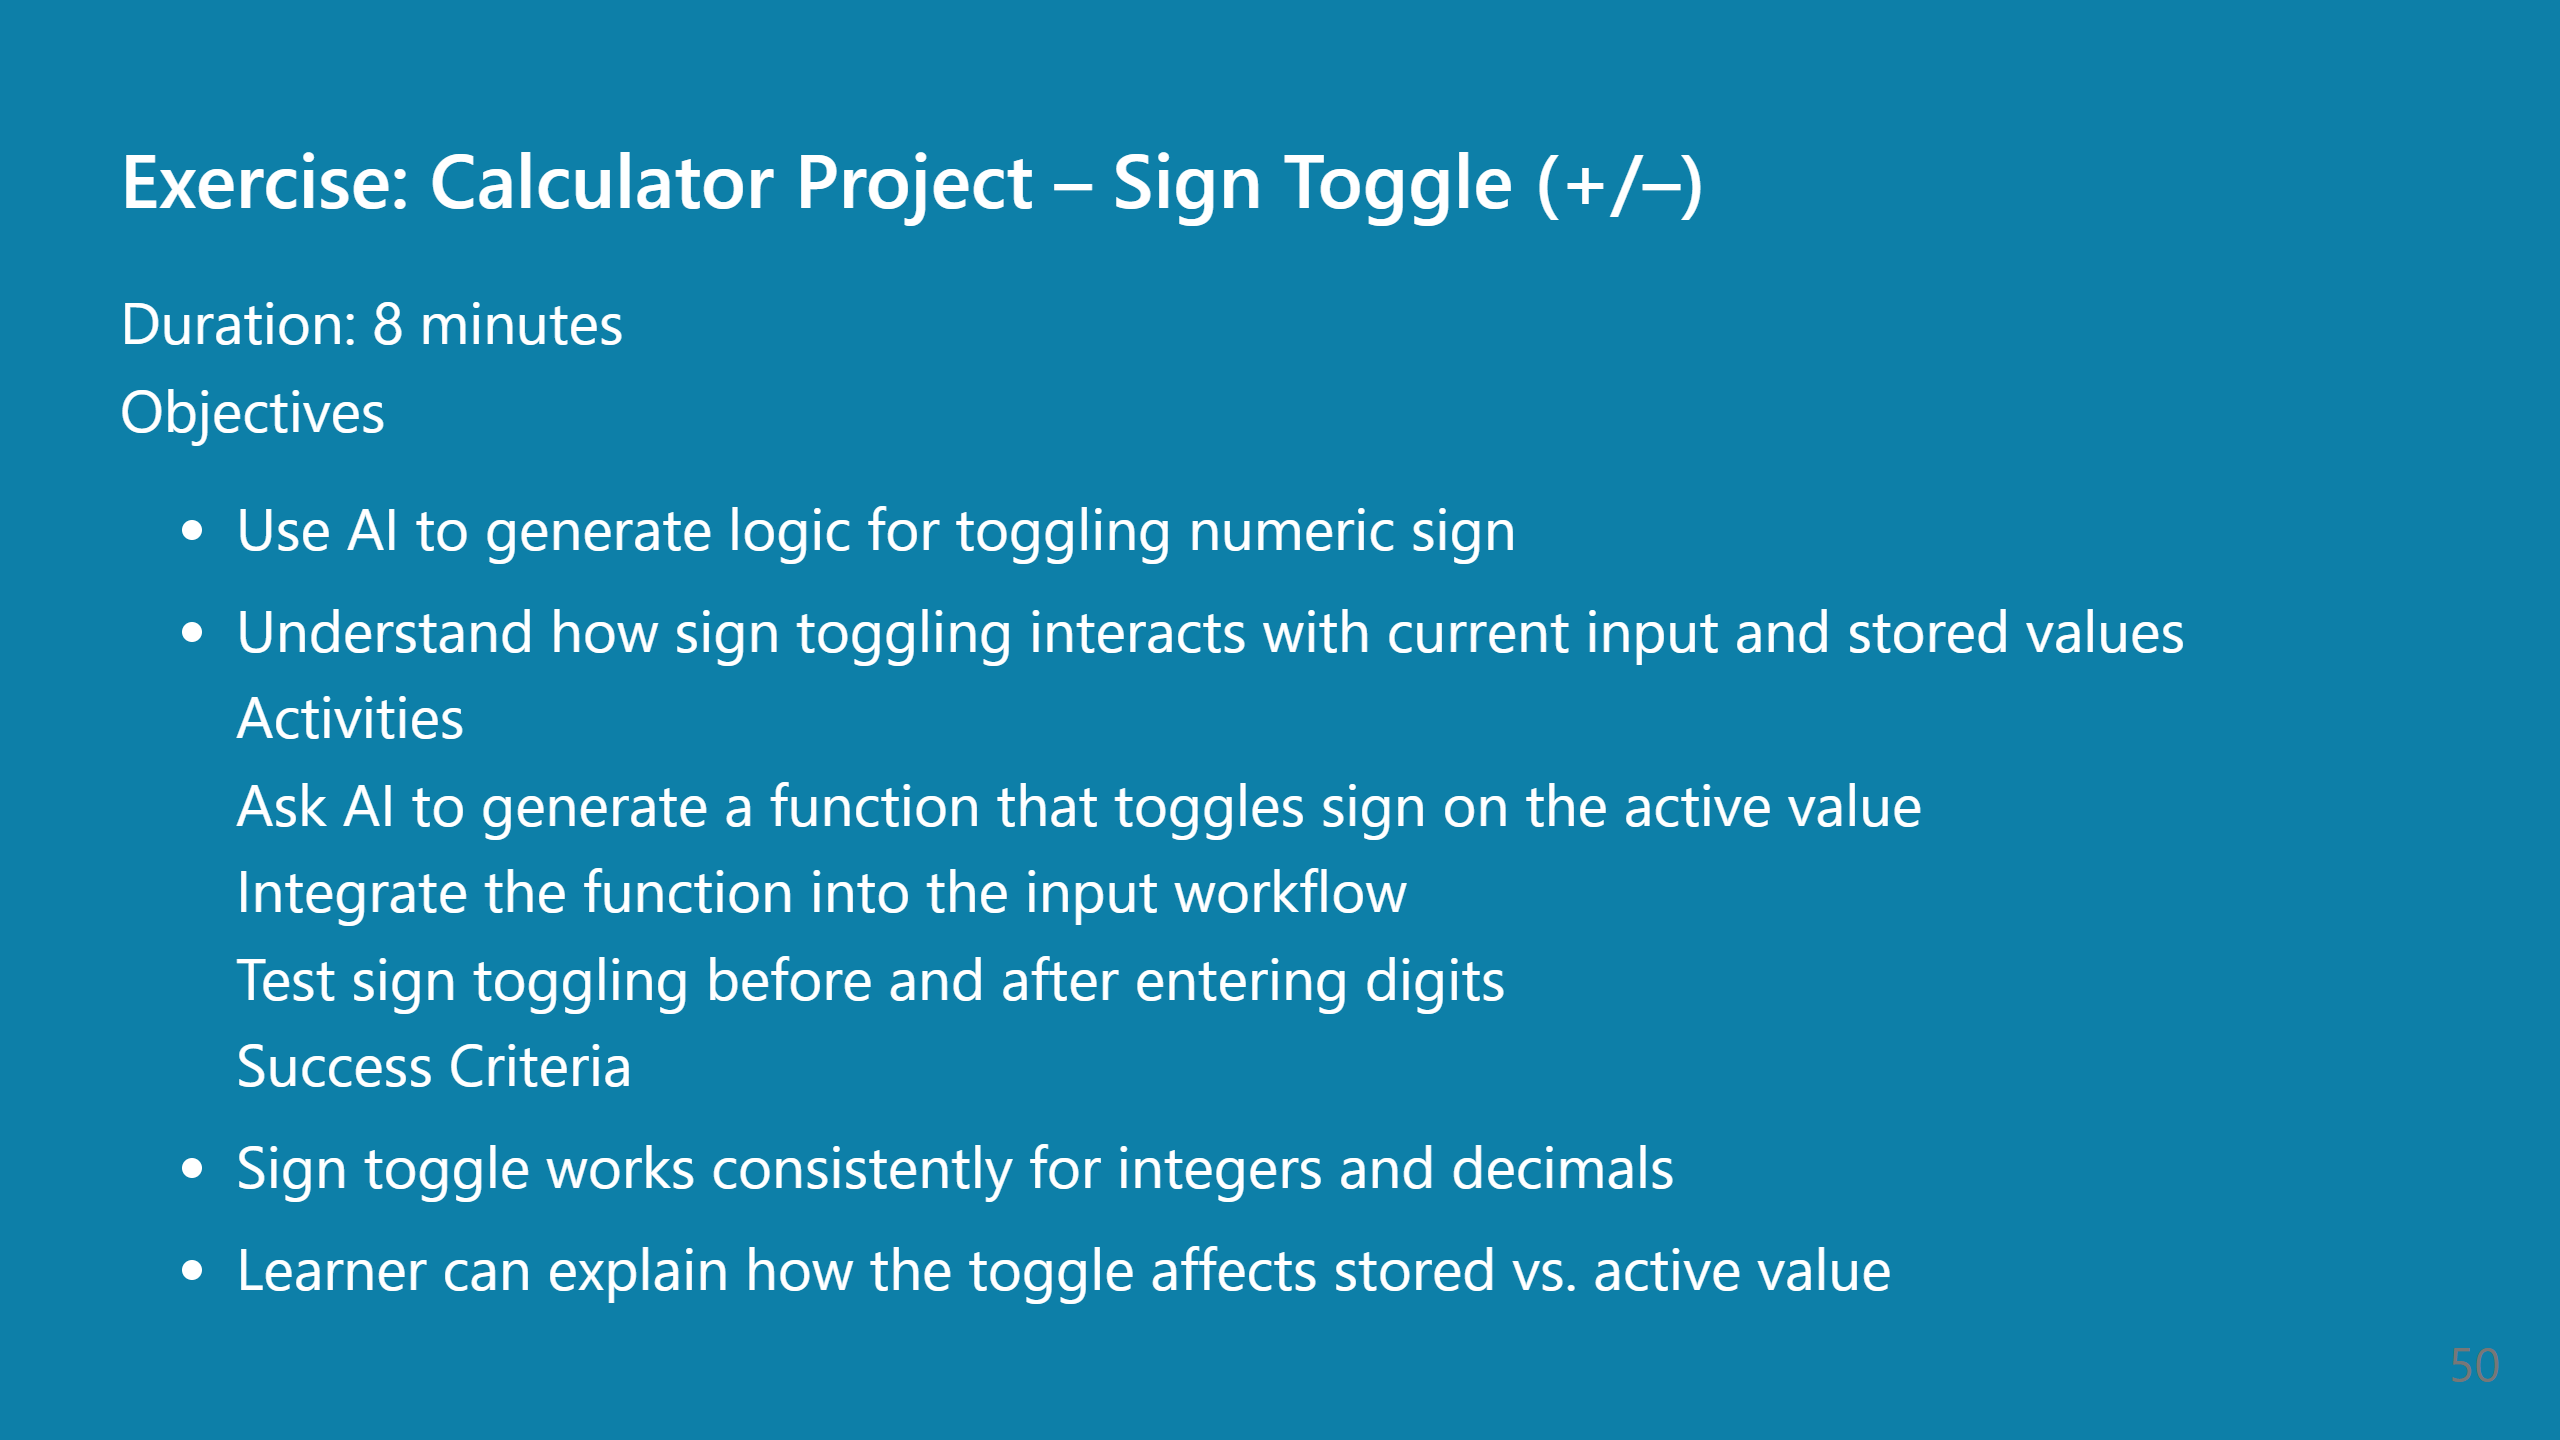 Exercise: Calculator Project – Sign Toggle (+/–)
Duration: 8 minutes
Objectives
• Use AI to generate logic for toggling numeric sign
• Understand how sign toggling interacts with current input and stored values
Activities
Ask AI to generate a function that toggles sign on the active value
Integrate the function into the input workflow
Test sign toggling before and after entering digits
Success Criteria
• Sign toggle works consistently for integers and decimals
• Learner can explain how the toggle affects stored vs. active value
50